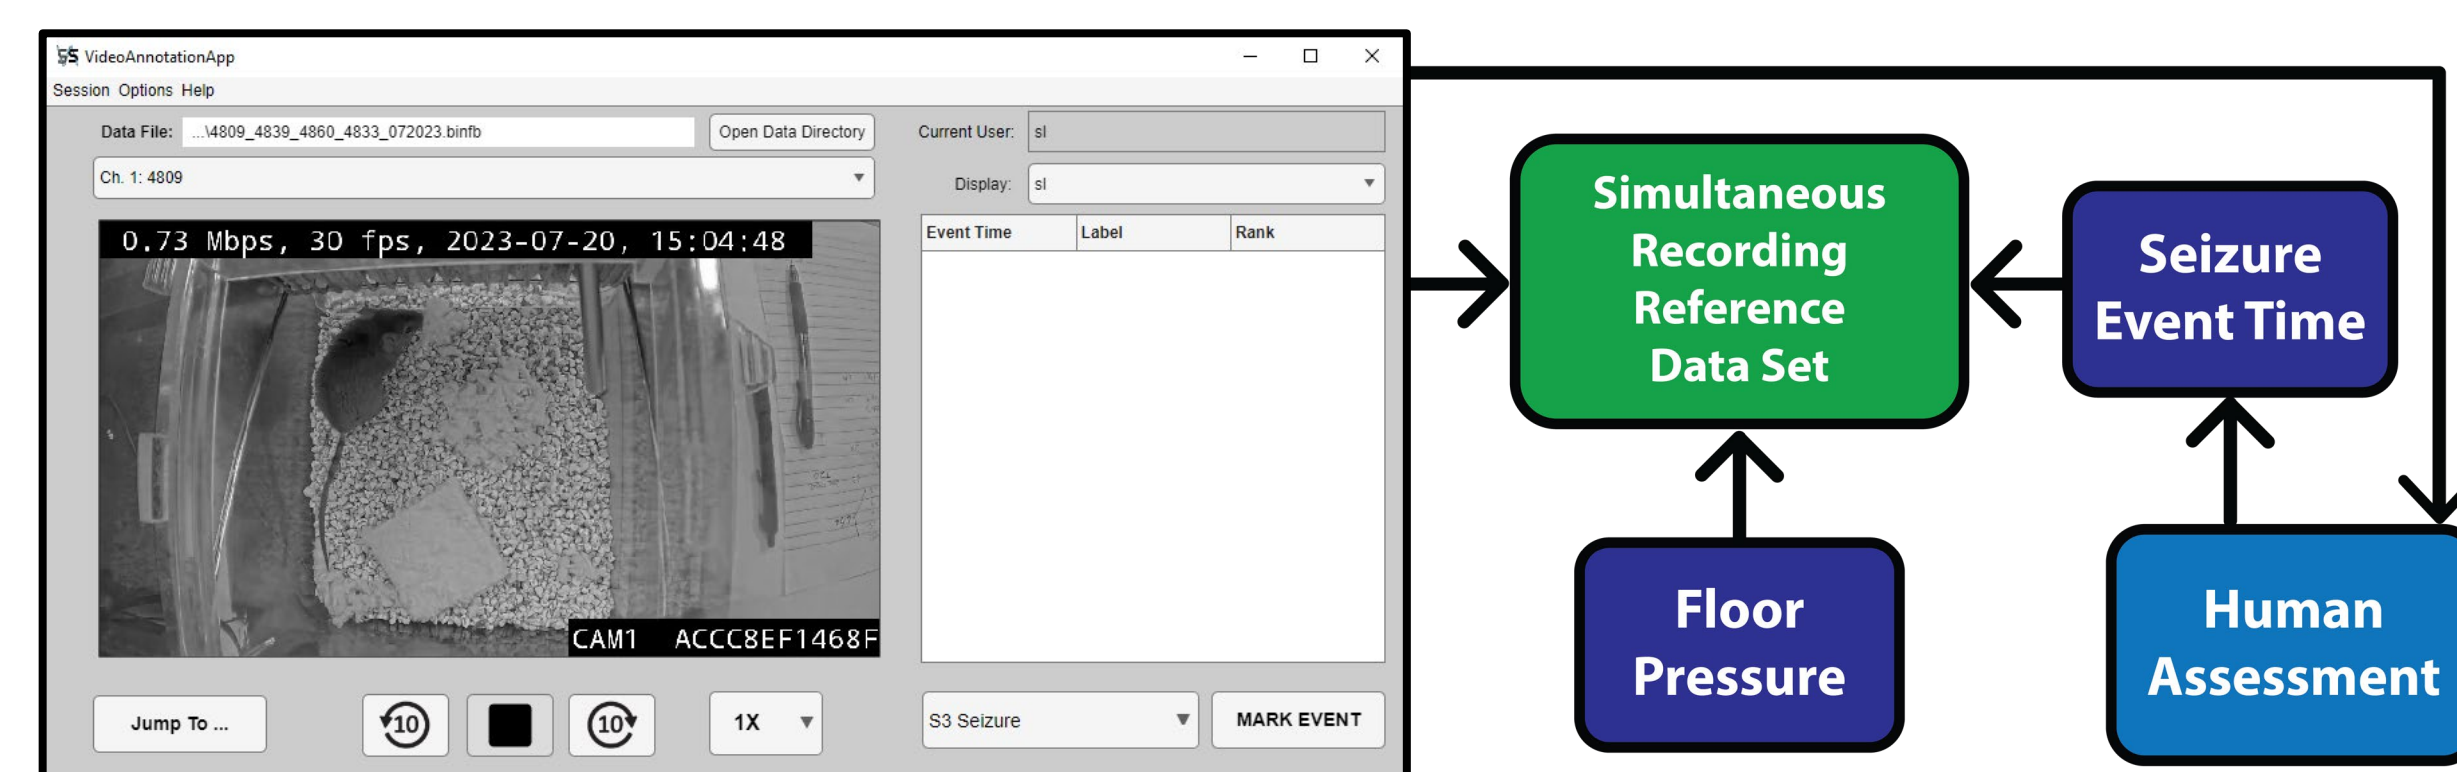 VideoAnnotationApp
Session Options Help
Data File: ...\4809_4839_4860_4833_072023.binfb Open Data Directory Current User: sl
Ch. 1: 4809
Display: sl
0.73 Mbps, 30 fps, 2023-07-20, 15:04:48
Event Time Label Rank
CAM1 ACCC8EF1468F
Jump To ... 10 10 1X S3 Seizure MARK EVENT
Simultaneous
Recording
Reference
Data Set
Seizure
Event Time
Floor
Pressure
Human
Assessment